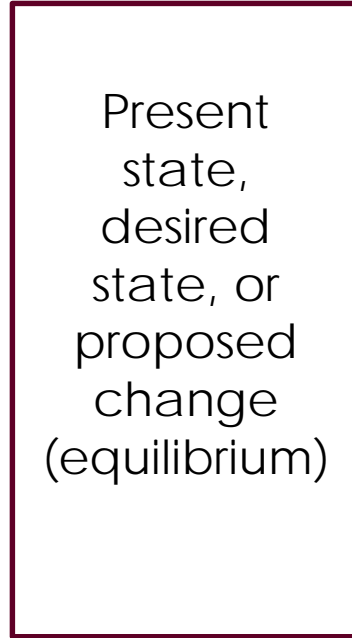 Present
state,
desired
state, or
proposed
change
(equilibrium)